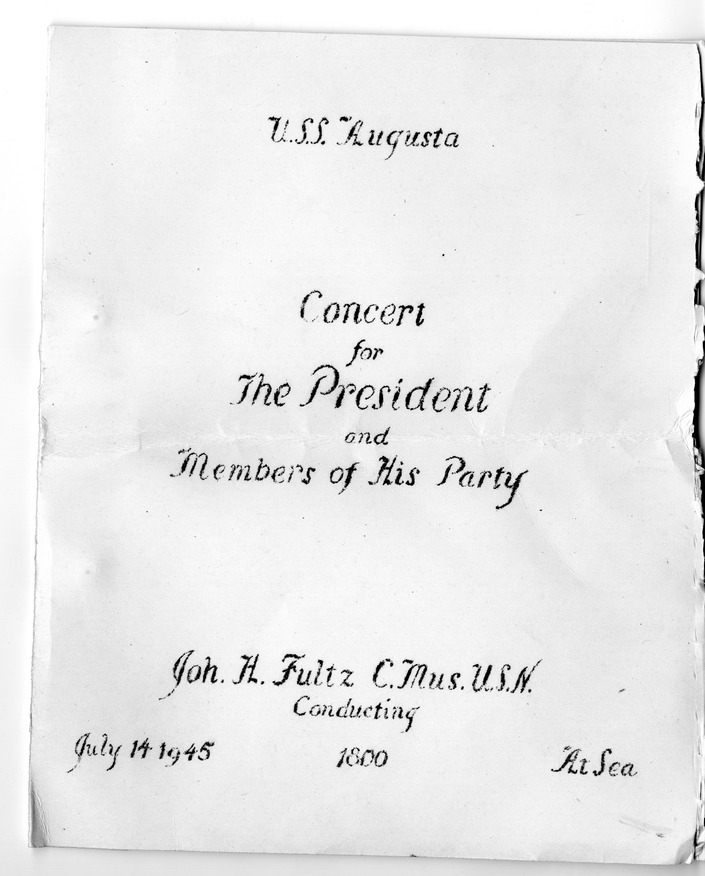 U.S.S. Augusta
Concert
for
The President
and
Members of His Party
Joh. H. Fultz C. Mus. U.S.N.
Conducting
July 14 1945 1800 At Sea